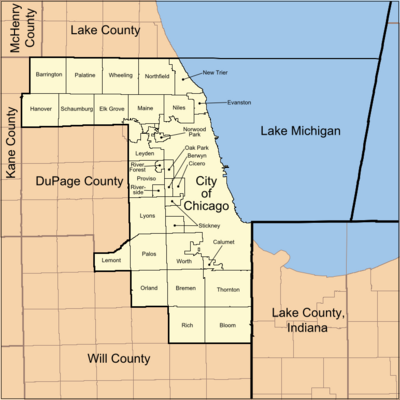 McHenry
County
Lake County
Barrington
Palatine
Wheeling
Northfield
New Trier
Hanover
Schaumburg
Elk Grove
Maine
Niles
Evanston
Kane County
Norwood
Park
Lake Michigan
Leyden
Oak Park
Berwyn
Cicero
River
Forest
Proviso
River-
side
DuPage County
City
of
Chicago
Lyons
Stickney
Calumet
Lemont
Palos
Worth
Orland
Bremen
Thornton
Lake County,
Indiana
Rich
Bloom
Will County